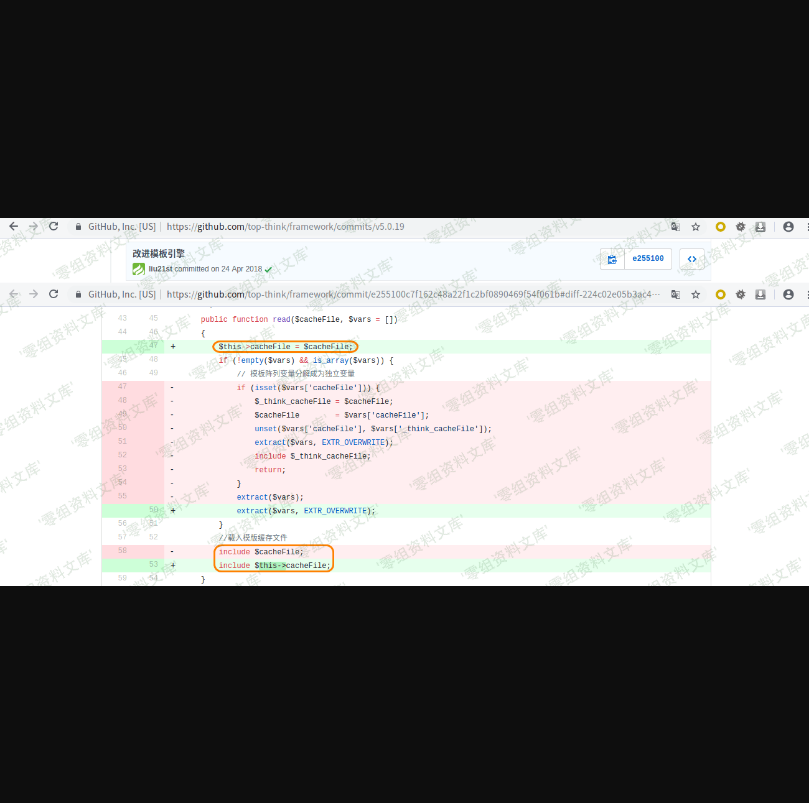 GitHub, Inc. [US] https://github.com/top-think/framework/commits/v5.0.19
改进模板引擎
liu21st committed on 24 Apr 2018
e255100
GitHub, Inc. [US] https://github.com/top-think/framework/commit/e255100c7f162c48a22f1c2bf0890469f54f061b#diff-224c02e05b3ac4…
43 45 public function read($cacheFile, $vars = [])
44 46 {
47 + $this->cacheFile = $cacheFile;
45 48 if (!empty($vars) && is_array($vars)) {
46 49 // 模板阵列变量分解成为独立变量
47 - if (isset($vars['cacheFile'])) {
48 - $_think_cacheFile = $cacheFile;
49 - $cacheFile = $vars['cacheFile'];
50 - unset($vars['cacheFile'], $vars['_think_cacheFile']);
51 - extract($vars, EXTR_OVERWRITE);
52 - include $_think_cacheFile;
53 - return;
54 - }
55 - extract($vars);
50 + extract($vars, EXTR_OVERWRITE);
56 51 }
57 52 //载入模版缓存文件
58 - include $cacheFile;
53 + include $this->cacheFile;
59 54 }
'零组资料文库'